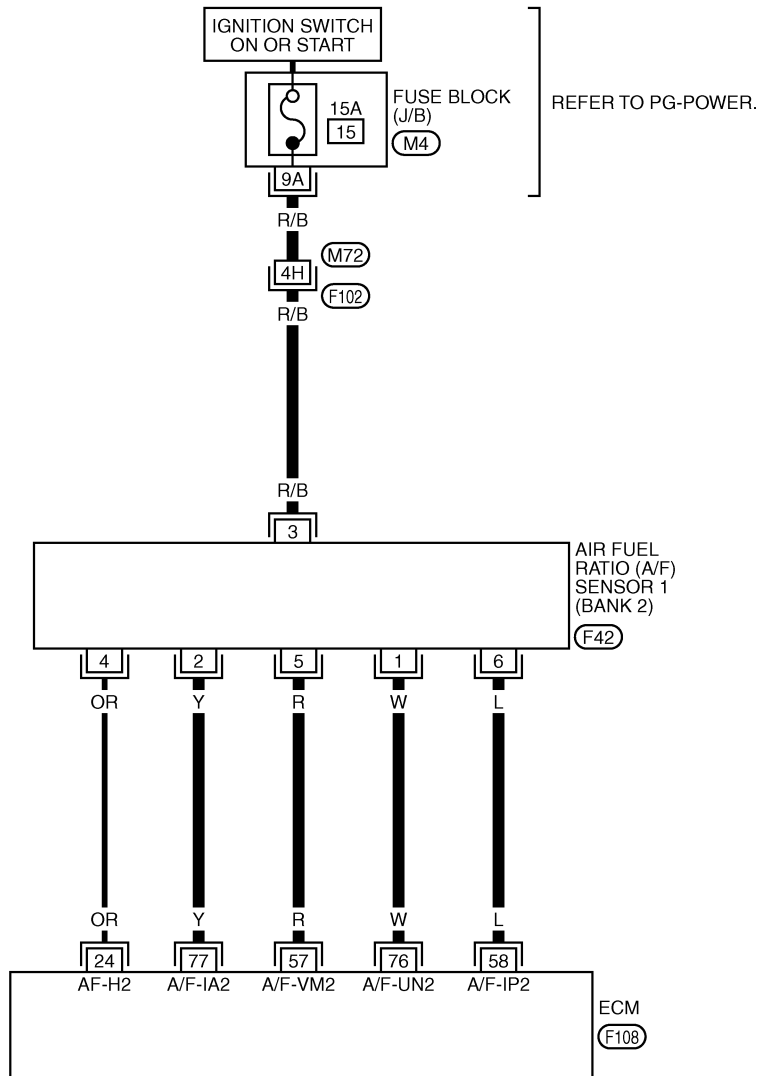 IGNITION SWITCH
ON OR START
FUSE BLOCK
(J/B)
15A
15
M4
REFER TO PG-POWER.
9A
R/B
M72
4H
F102
R/B
R/B
3
AIR FUEL
RATIO (A/F)
SENSOR 1
(BANK 2)
F42
4 2 5 1 6
OR Y R W L
OR Y R W L
24 77 57 76 58
AF-H2 A/F-IA2 A/F-VM2 A/F-UN2 A/F-IP2
ECM
F108